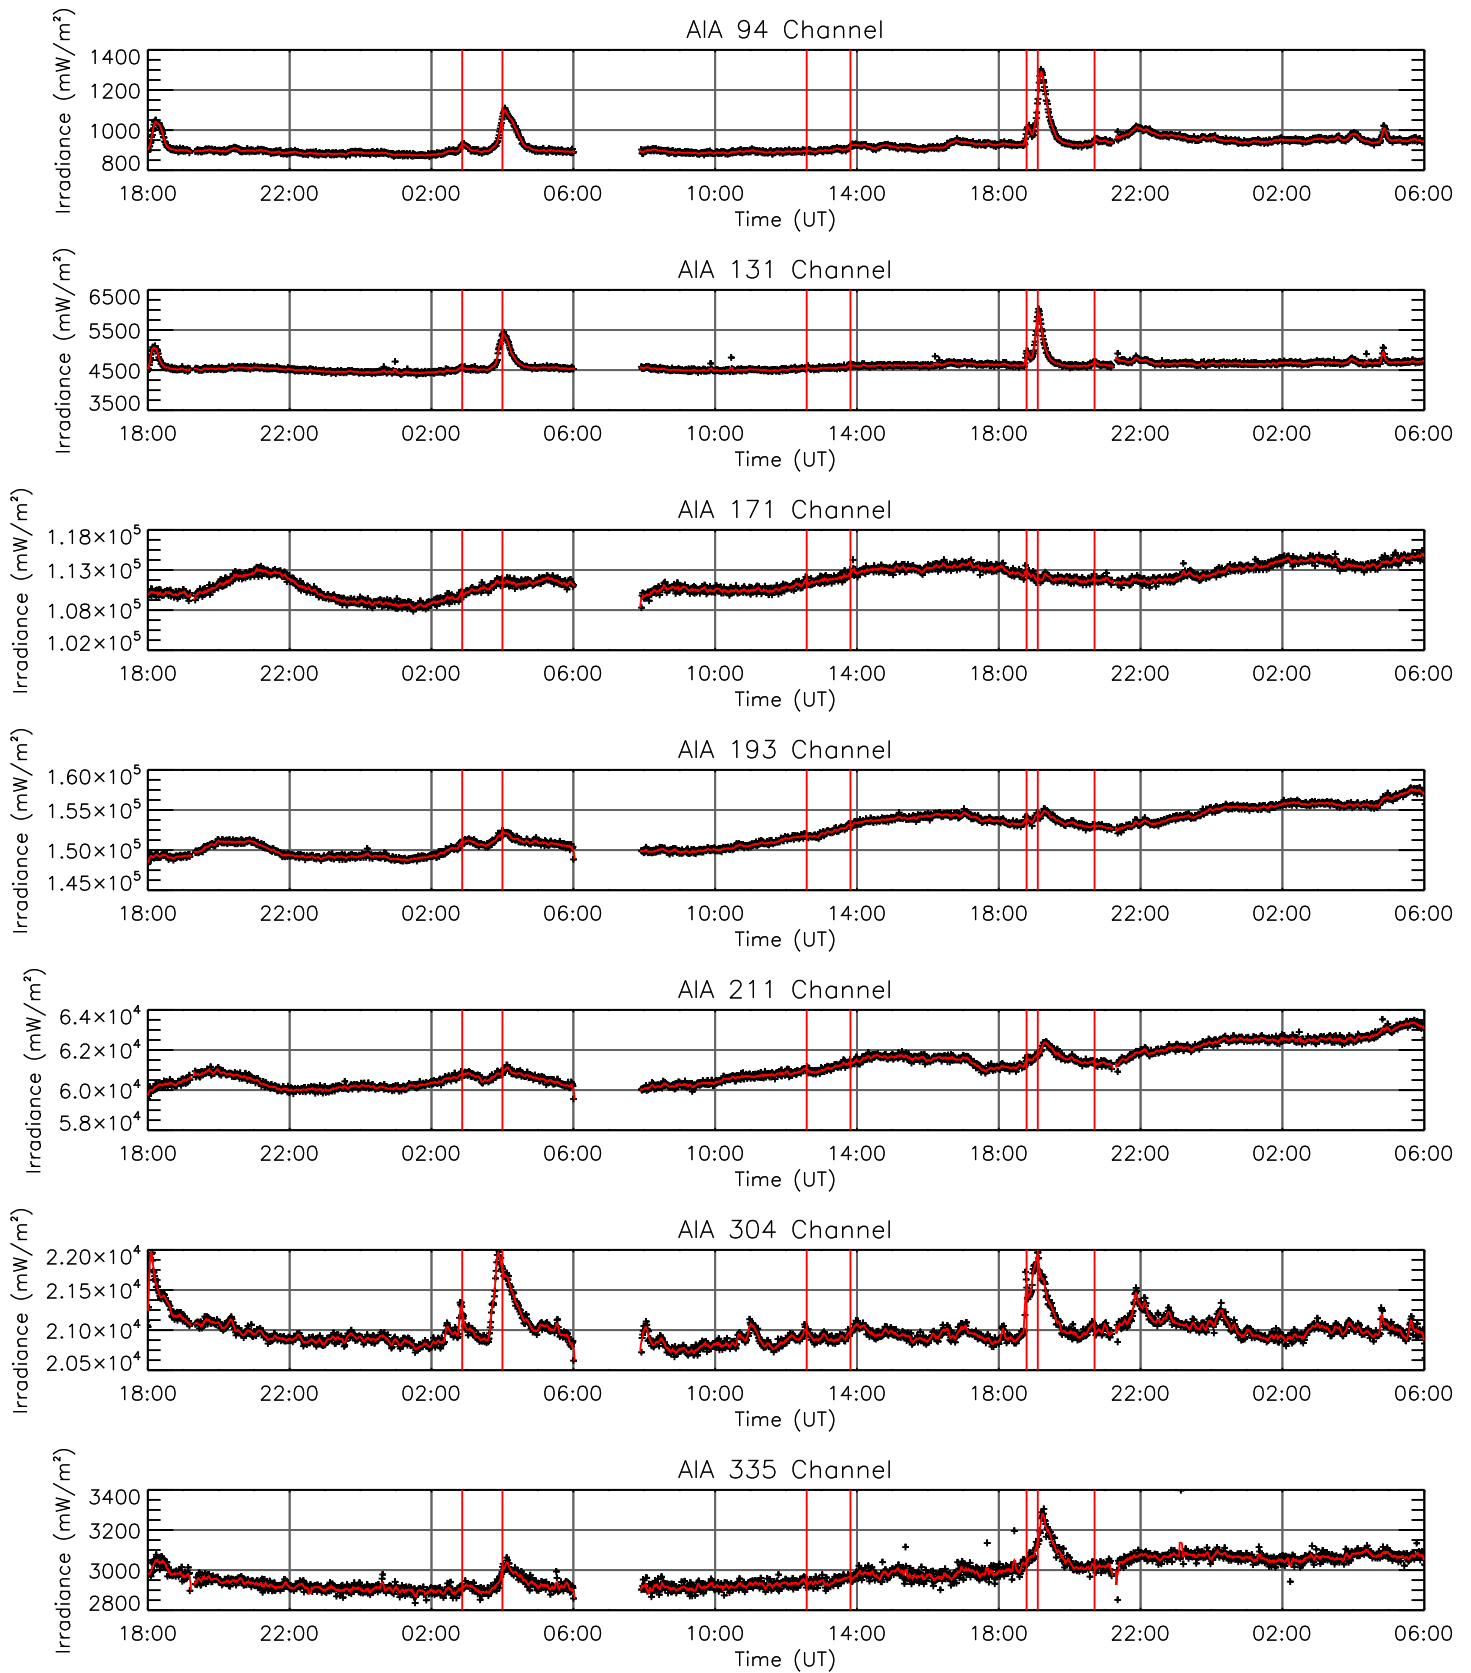 AIA 94 Channel
Irradiance (mW/m²)
1400
1200
1000
800
18:00 22:00 02:00 06:00 10:00 14:00 18:00 22:00 02:00 06:00
Time (UT)
AIA 131 Channel
Irradiance (mW/m²)
6500
5500
4500
3500
18:00 22:00 02:00 06:00 10:00 14:00 18:00 22:00 02:00 06:00
Time (UT)
AIA 171 Channel
Irradiance (mW/m²)
1.18×10⁵
1.13×10⁵
1.08×10⁵
1.02×10⁵
18:00 22:00 02:00 06:00 10:00 14:00 18:00 22:00 02:00 06:00
Time (UT)
AIA 193 Channel
Irradiance (mW/m²)
1.60×10⁵
1.55×10⁵
1.50×10⁵
1.45×10⁵
18:00 22:00 02:00 06:00 10:00 14:00 18:00 22:00 02:00 06:00
Time (UT)
AIA 211 Channel
Irradiance (mW/m²)
6.4×10⁴
6.2×10⁴
6.0×10⁴
5.8×10⁴
18:00 22:00 02:00 06:00 10:00 14:00 18:00 22:00 02:00 06:00
Time (UT)
AIA 304 Channel
Irradiance (mW/m²)
2.20×10⁴
2.15×10⁴
2.10×10⁴
2.05×10⁴
18:00 22:00 02:00 06:00 10:00 14:00 18:00 22:00 02:00 06:00
Time (UT)
AIA 335 Channel
Irradiance (mW/m²)
3400
3200
3000
2800
18:00 22:00 02:00 06:00 10:00 14:00 18:00 22:00 02:00 06:00
Time (UT)